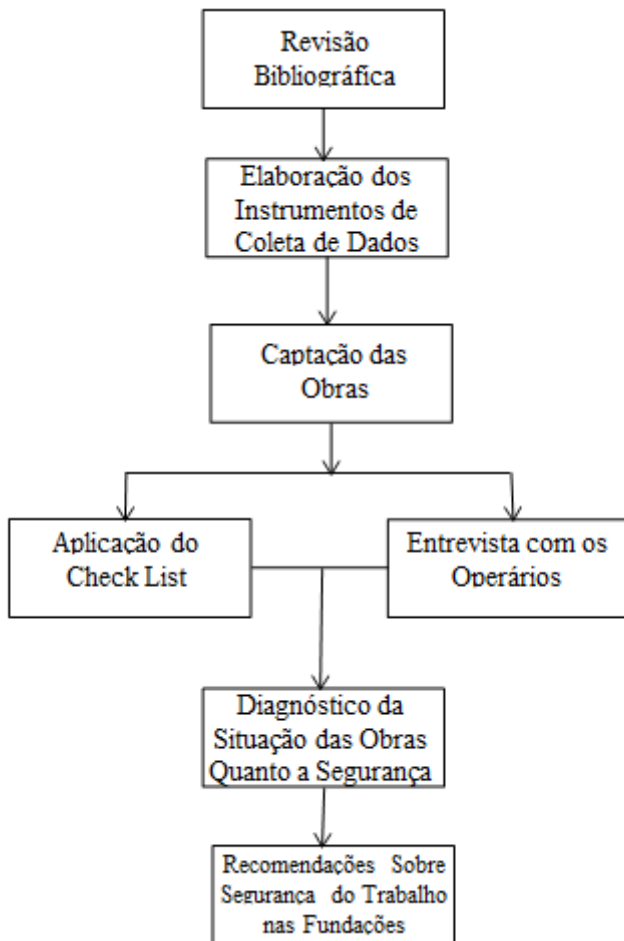 Revisão
Bibliográfica
Elaboração dos
Instrumentos de
Coleta de Dados
Captação das
Obras
Aplicação do
Check List
Entrevista com os
Operários
Diagnóstico da
Situação das Obras
Quanto a Segurança
Recomendações Sobre
Segurança do Trabalho
nas Fundações